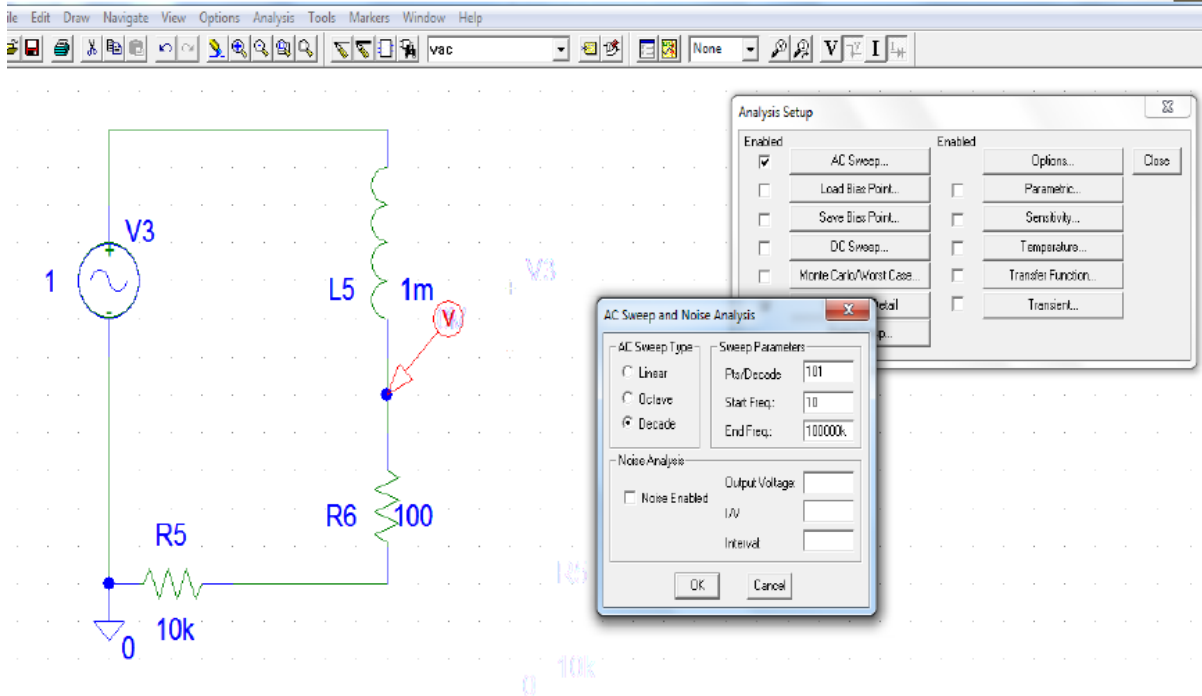 ile Edit Draw Navigate View Options Analysis Tools Markers Window Help
vac None V I
Analysis Setup
Enabled Enabled
AC Sweep... Options... Close
Load Bias Point... Parametric...
Save Bias Point... Sensitivity...
DC Sweep... Temperature...
Monte Carlo/Worst Case... Transfer Function...
etail Transient...
p...
V3
1
L5 1m
V
R6 100
R5
10k
0
V3
10k
0
AC Sweep and Noise Analysis
AC Sweep Type Sweep Parameters
Linear Pts/Decade 101
Octave Start Freq.: 10
Decade End Freq.: 100000k
Noise Analysis
Noise Enabled Output Voltage:
I/V
Interval:
OK Cancel